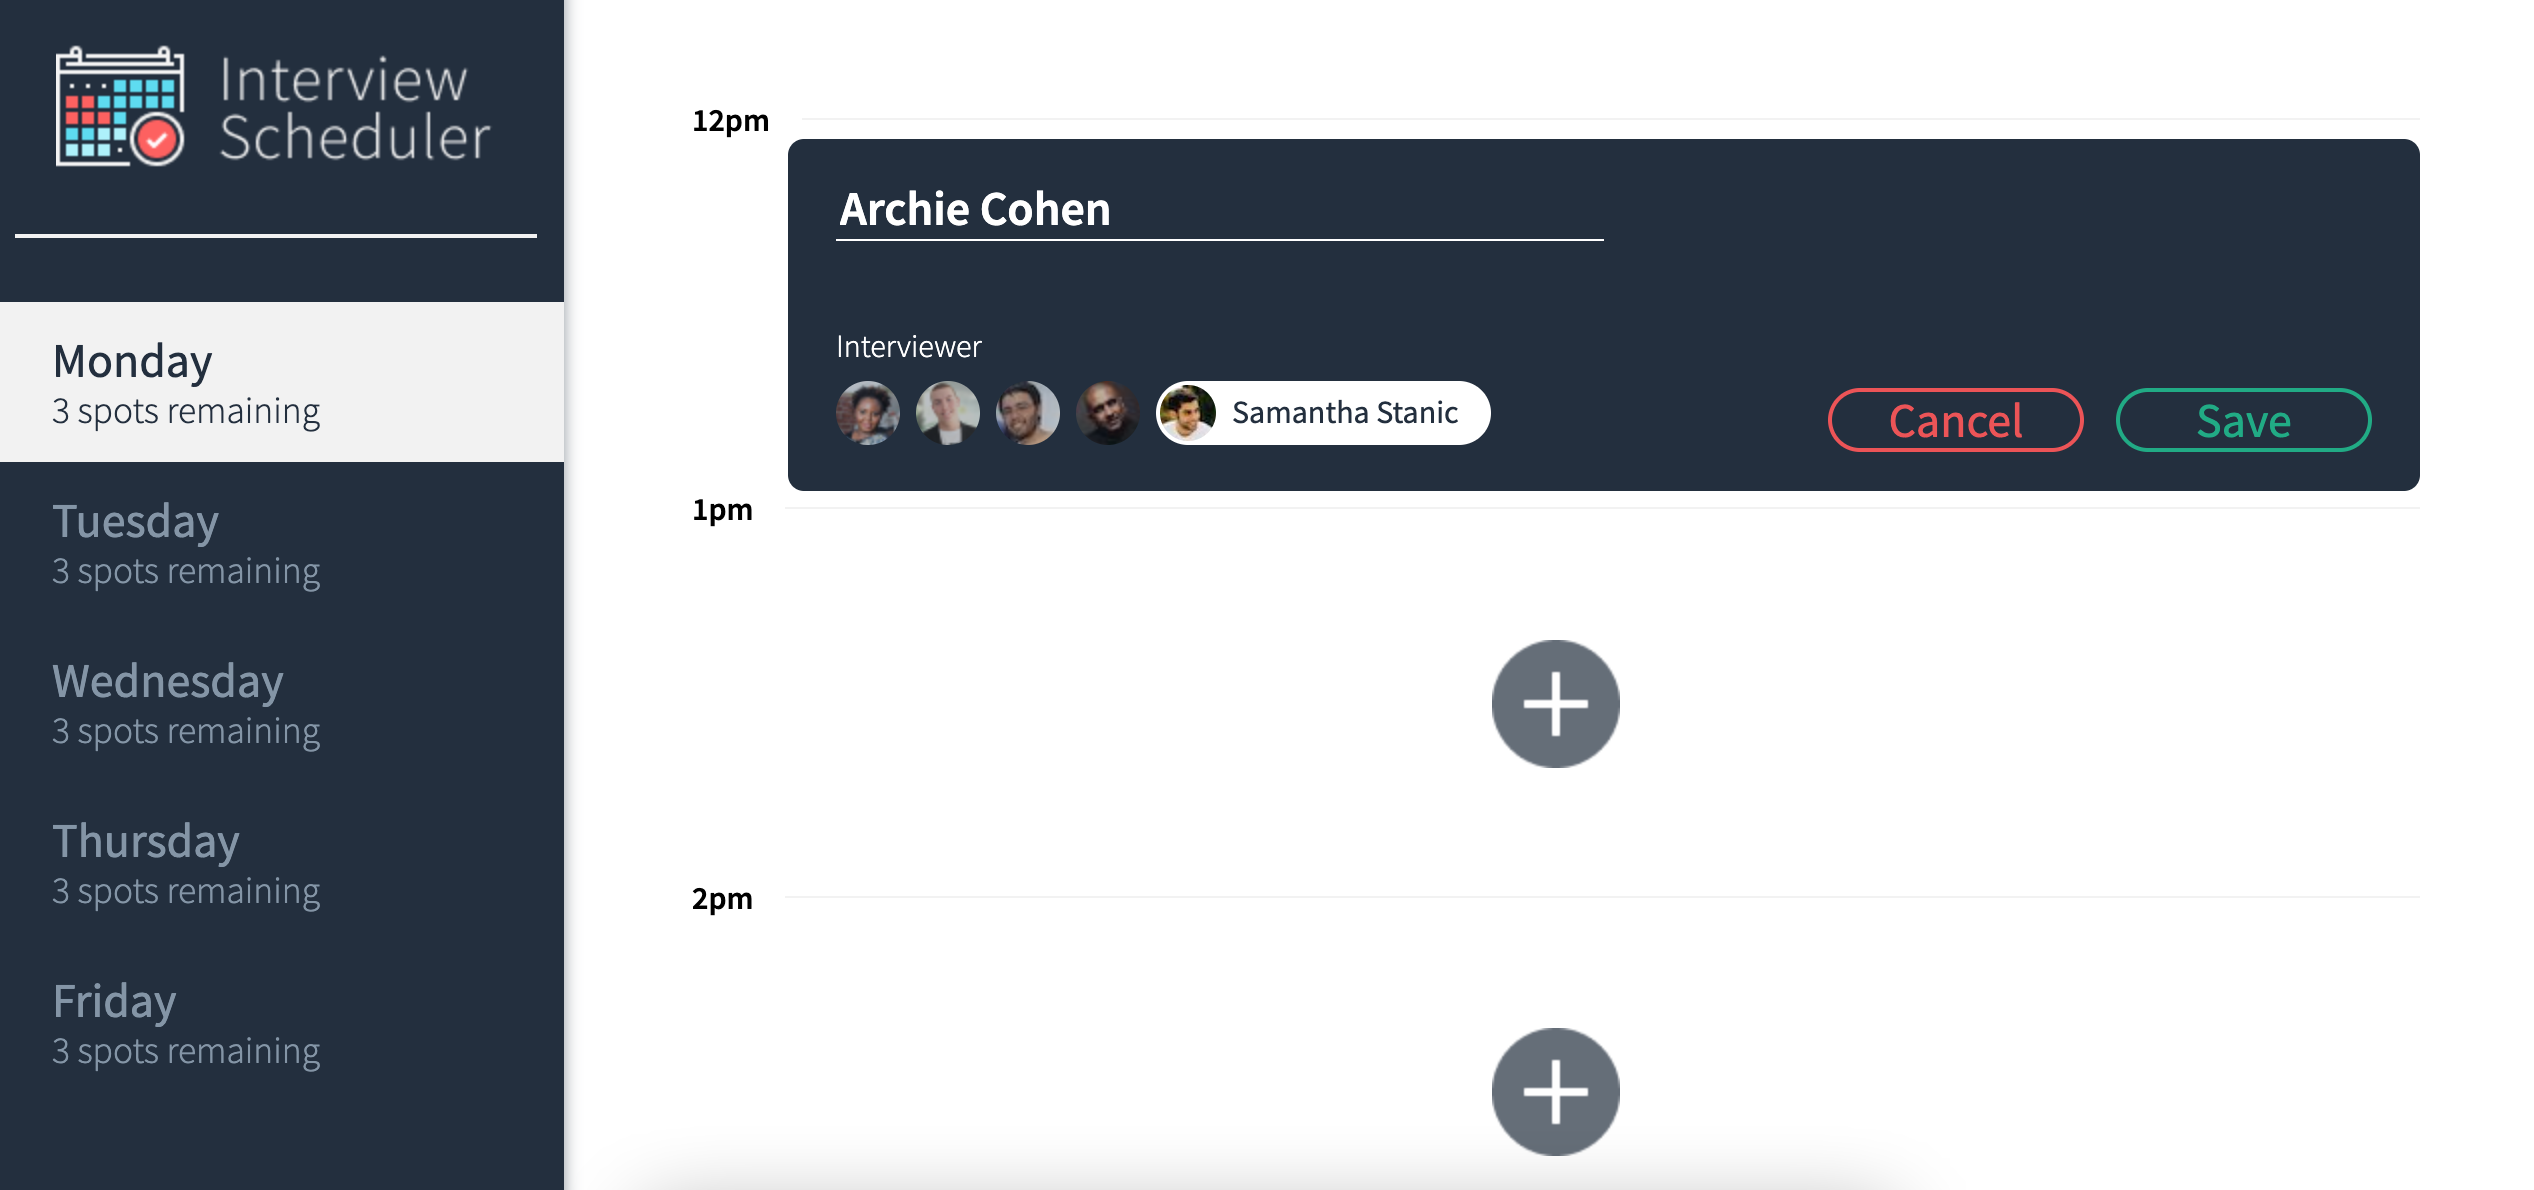 Interview
Scheduler
Monday
3 spots remaining
Tuesday
3 spots remaining
Wednesday
3 spots remaining
Thursday
3 spots remaining
Friday
3 spots remaining
12pm
Archie Cohen
Interviewer
Samantha Stanic
Cancel
Save
1pm
2pm